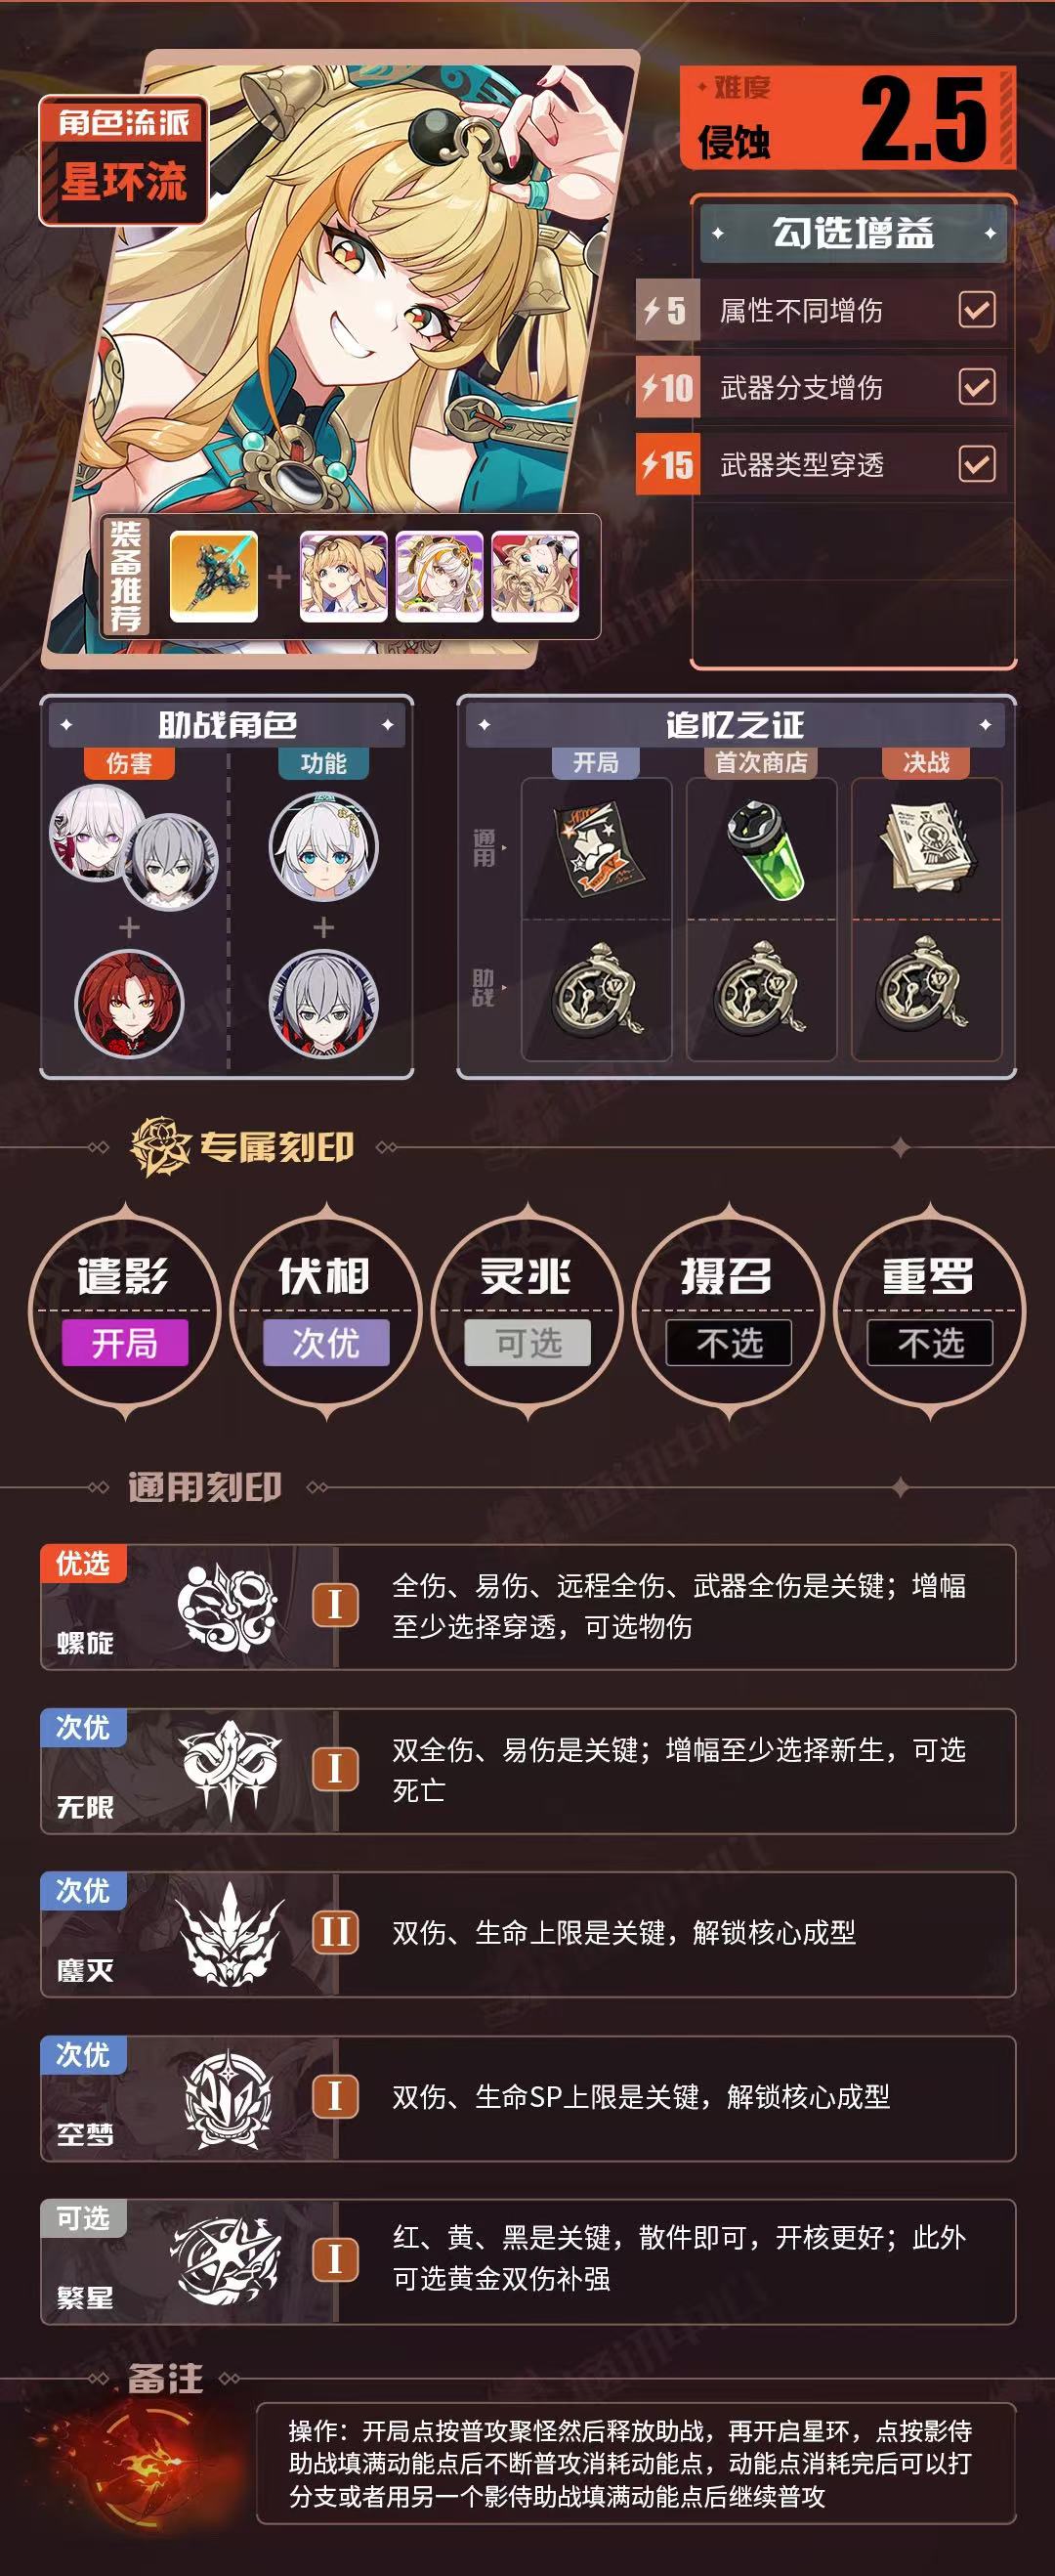 角色流派
星环流
难度
侵蚀
2.5
勾选增益
5 属性不同增伤
10 武器分支增伤
15 武器类型穿透
装备推荐
助战角色
伤害 功能
追忆之证
开局 首次商店 决战
通用
助战
专属刻印
遣影 伏相 灵兆 摄召 重罗
开局 次优 可选 不选 不选
通用刻印
优选
螺旋
I
全伤、易伤、远程全伤、武器全伤是关键；增幅
至少选择穿透，可选物伤
次优
无限
I
双全伤、易伤是关键；增幅至少选择新生，可选
死亡
次优
鏖灭
II
双伤、生命上限是关键，解锁核心成型
次优
空梦
I
双伤、生命SP上限是关键，解锁核心成型
可选
繁星
I
红、黄、黑是关键，散件即可，开核更好；此外
可选黄金双伤补强
备注
操作：开局点按普攻聚怪然后释放助战，再开启星环，点按影侍
助战填满动能点后不断普攻消耗动能点，动能点消耗完后可以打
分支或者用另一个影侍助战填满动能点后继续普攻